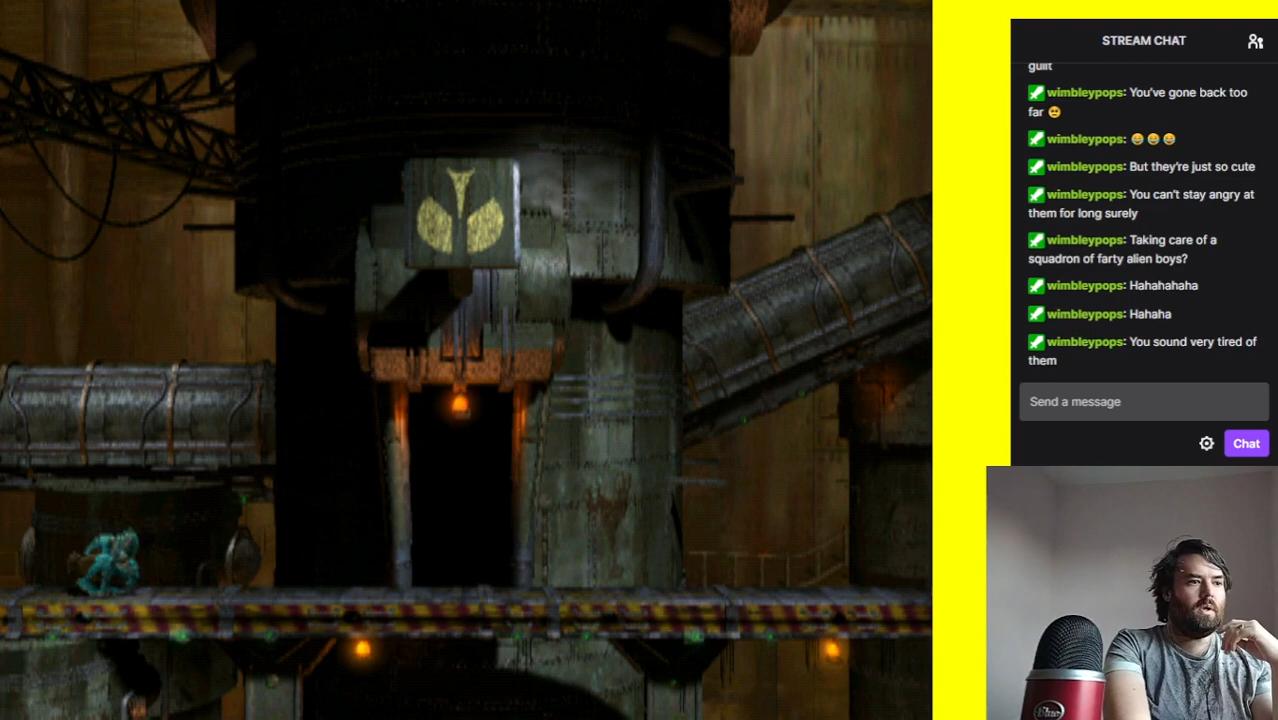 STREAM CHAT
guilt
wimbleypops: You've gone back too
far 🥺
wimbleypops: 😂😂😂
wimbleypops: But they're just so cute
wimbleypops: You can't stay angry at
them for long surely
wimbleypops: Taking care of a
squadron of farty alien boys?
wimbleypops: Hahahahaha
wimbleypops: Hahaha
wimbleypops: You sound very tired of
them
Send a message
Chat
Blue